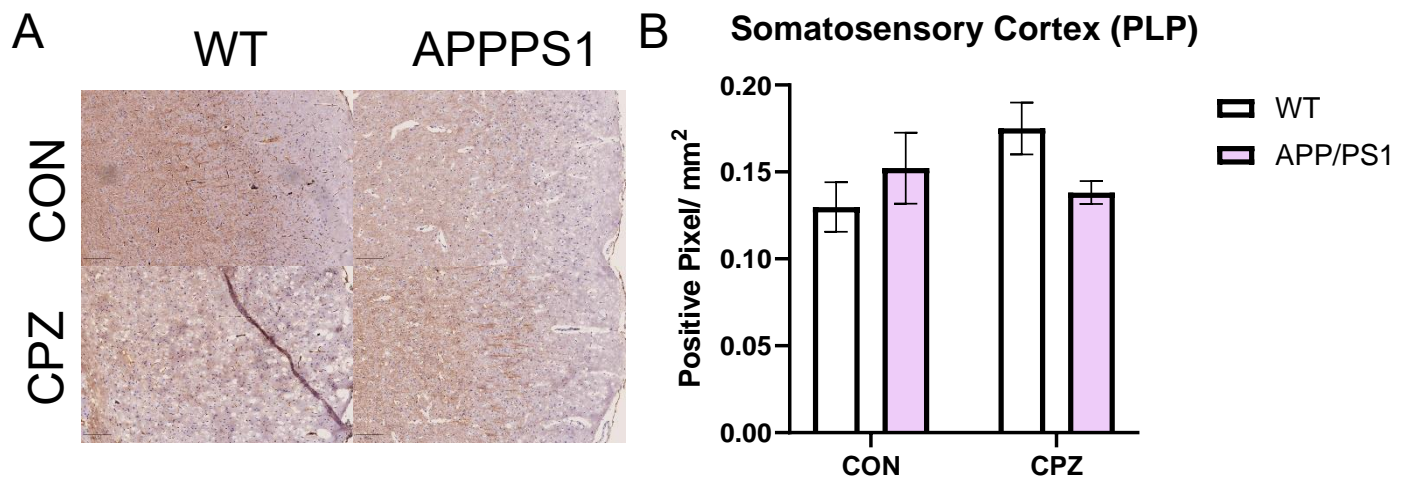 A
WT
APPPS1
CON
CPZ
B
Somatosensory Cortex (PLP)
Positive Pixel/ mm²
0.20
0.15
0.10
0.05
0.00
CON
CPZ
WT
APP/PS1